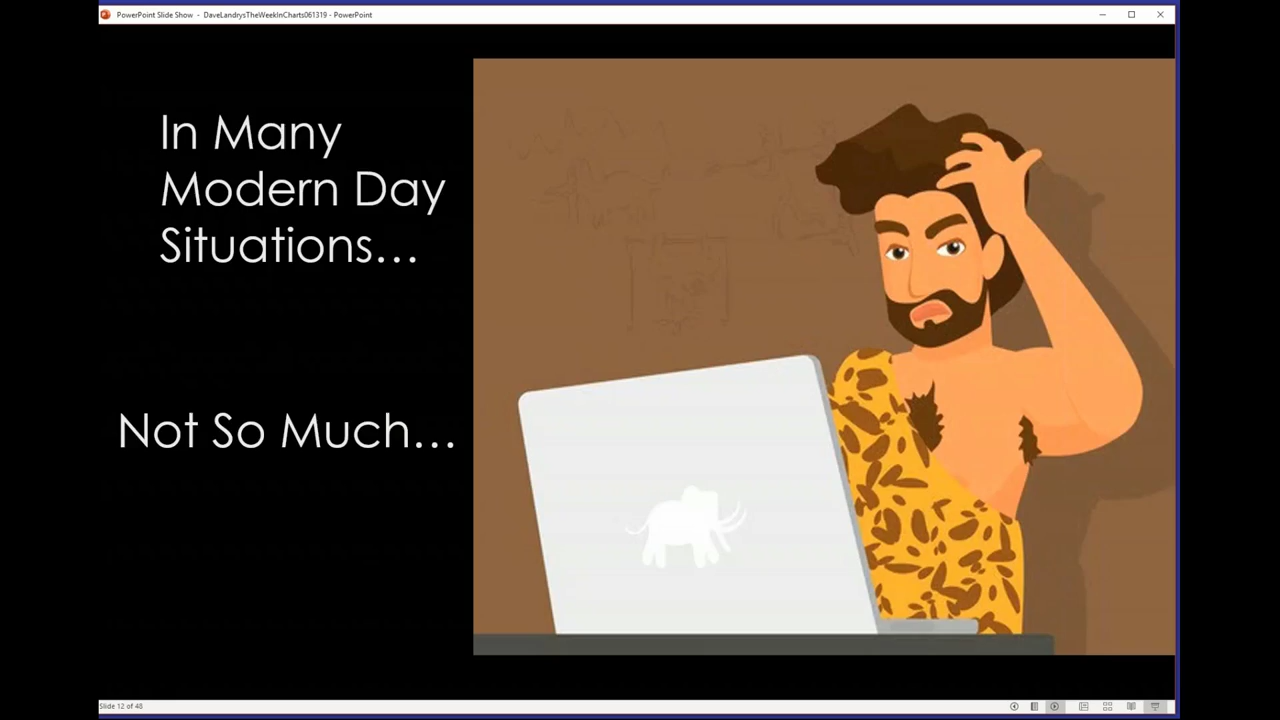 PowerPoint Slide Show - DaveLandrysTheWeekInCharts061319 - PowerPoint
In Many
Modern Day
Situations…
Not So Much…
Slide 12 of 48